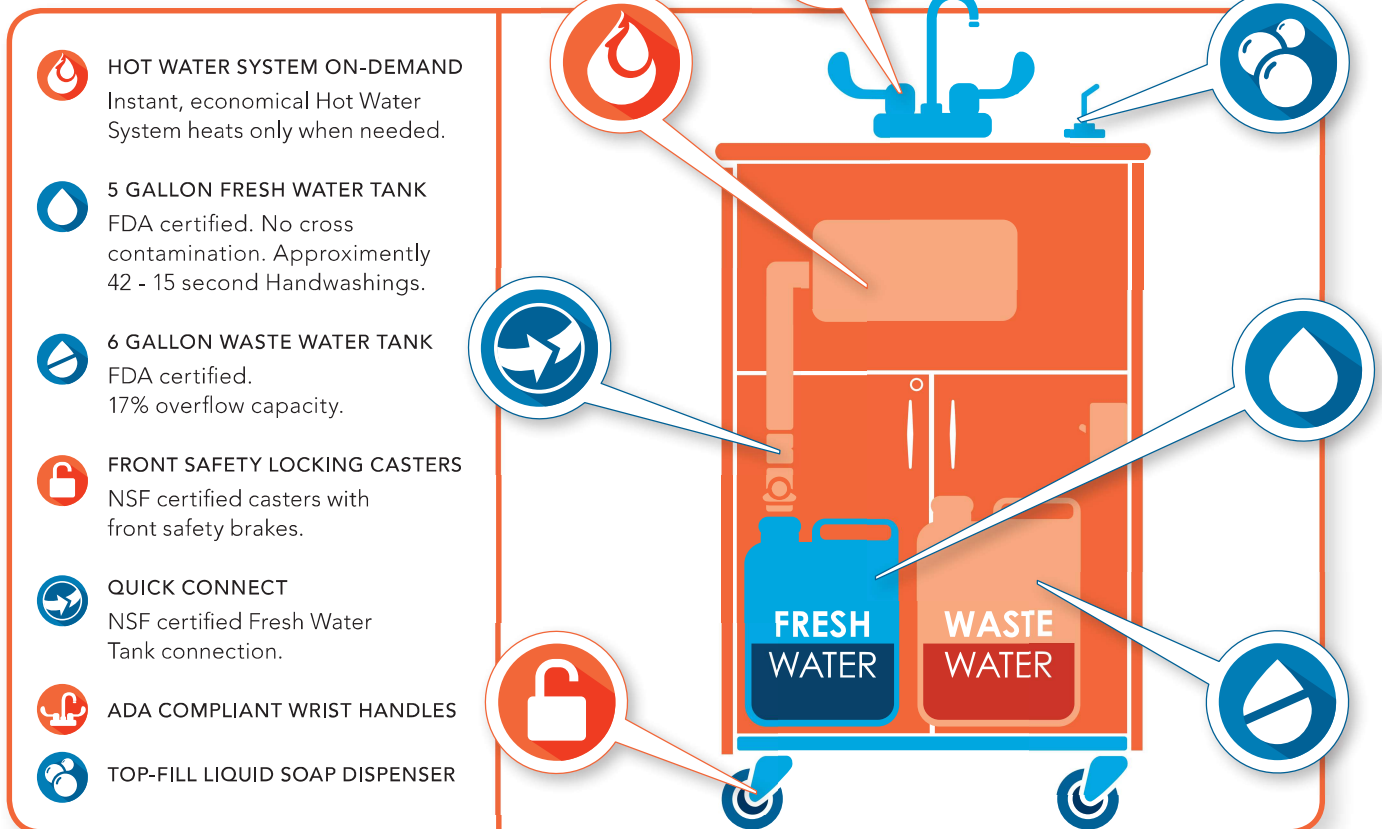 HOT WATER SYSTEM ON-DEMAND
Instant, economical Hot Water
System heats only when needed.
5 GALLON FRESH WATER TANK
FDA certified. No cross
contamination. Approximently
42 - 15 second Handwashings.
6 GALLON WASTE WATER TANK
FDA certified.
17% overflow capacity.
FRONT SAFETY LOCKING CASTERS
NSF certified casters with
front safety brakes.
QUICK CONNECT
NSF certified Fresh Water
Tank connection.
ADA COMPLIANT WRIST HANDLES
TOP-FILL LIQUID SOAP DISPENSER
FRESH
WATER
WASTE
WATER